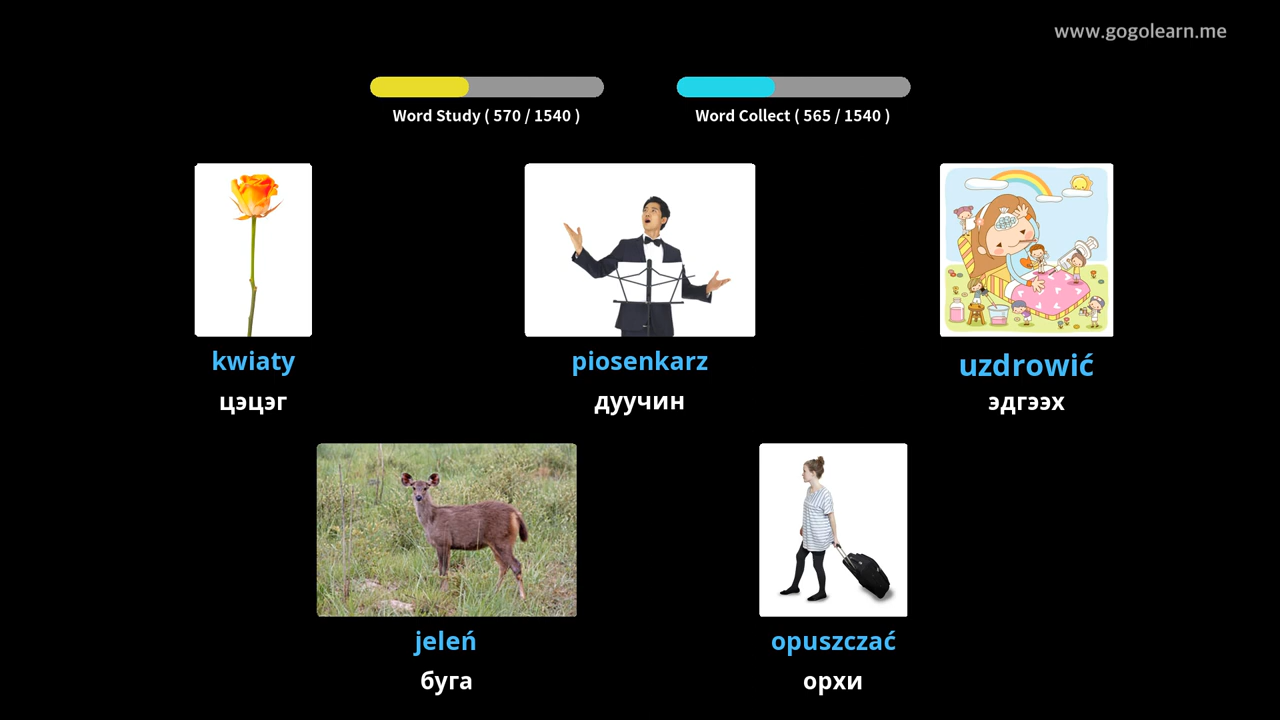 www.gogolearn.me
Word Study ( 570 / 1540 )
Word Collect ( 565 / 1540 )
kwiaty
цэцэг
piosenkarz
дуучин
uzdrowić
эдгээх
jeleń
буга
opuszczać
орхи